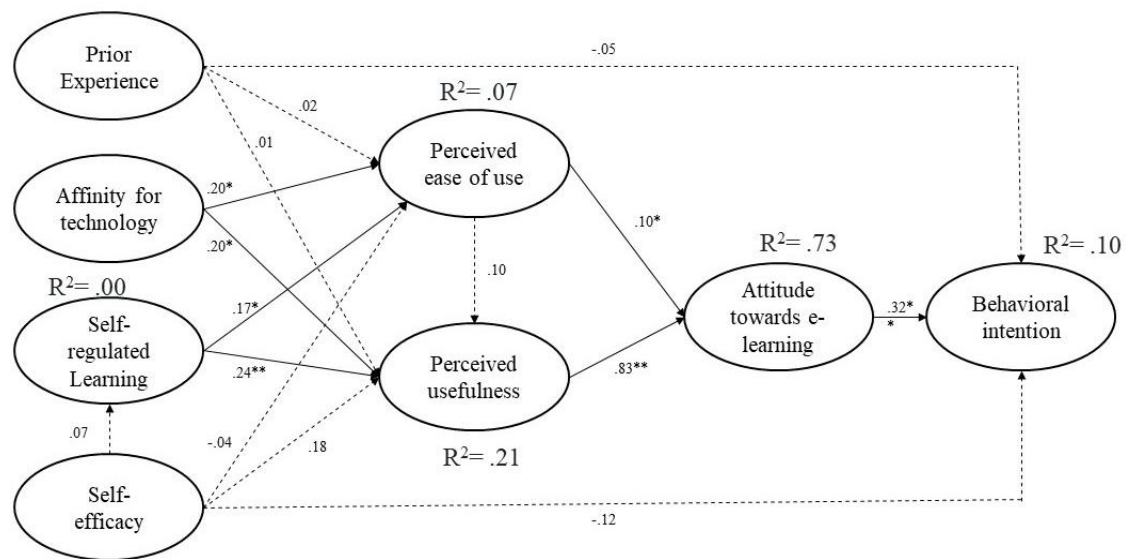 Prior
Experience
-.05
R²= .07
.02
.01
Perceived
ease of use
Affinity for
technology
.20*
.20*
.10*
R²= .73
R²= .10
.10
R²= .00
Self-
regulated
Learning
.17*
.24**
Attitude
towards e-
learning
.32*
*
Behavioral
intention
Perceived
usefulness
.83**
.07
-.04
.18
R²= .21
Self-
efficacy
-.12